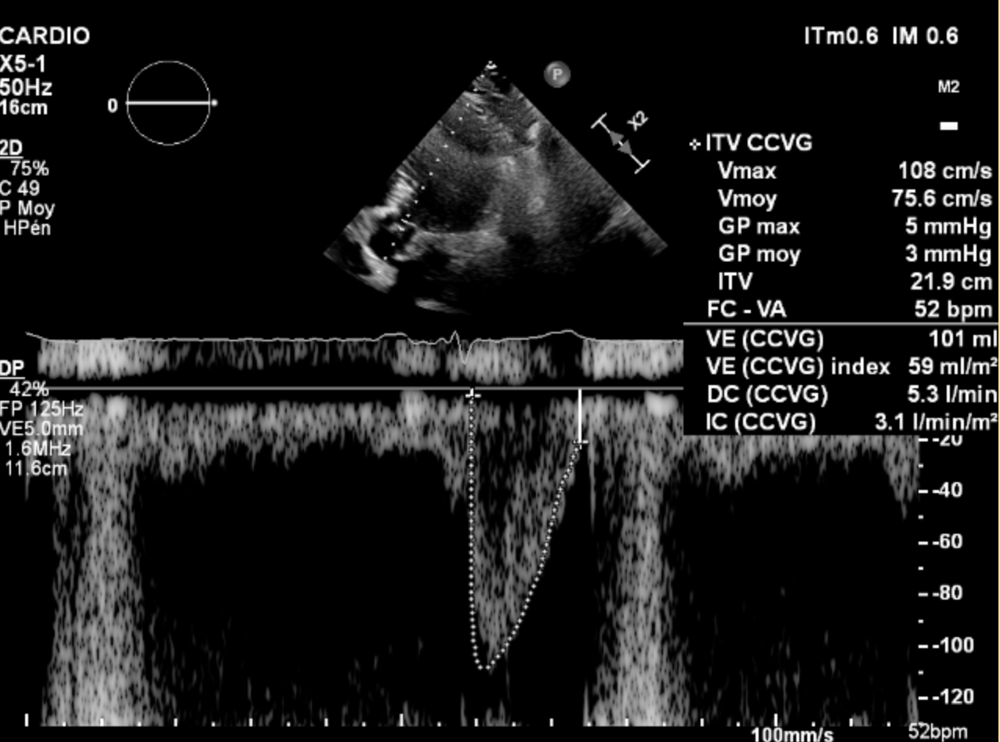 CARDIO
X5-1
50Hz
16cm
0
2D
75%
C 49
P Moy
HPén
P
X2
ITm0.6 IM 0.6
M2
ITV CCVG
Vmax 108 cm/s
Vmoy 75.6 cm/s
GP max 5 mmHg
GP moy 3 mmHg
ITV 21.9 cm
FC - VA 52 bpm
VE (CCVG) 101 ml
VE (CCVG) index 59 ml/m²
DC (CCVG) 5.3 l/min
IC (CCVG) 3.1 l/min/m²
DP
42%
FP 125Hz
VE5.0mm
1.6MHz
11.6cm
-20
-40
-60
-80
-100
-120
100mm/s
52bpm